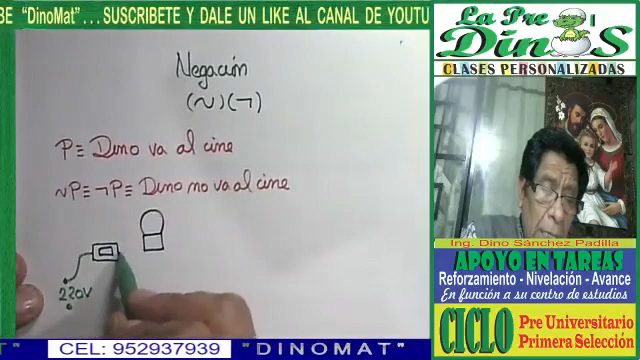 BE "DinoMat"...SUSCRIBETE Y DALE UN LIKE AL CANAL DE YOUTU
La Pre
DinoS
CLASES PERSONALIZADAS
Negación
(~)(¬)
P≡ Dino va al cine
~P≡¬P≡ Dino no va al cine
220V
Ing. Dino Sánchez Padilla
APOYO EN TAREAS
Reforzamiento - Nivelación - Avance
En función a su centro de estudios
CICLO Pre Universitario
Primera Selección
CEL: 952937939 "DINOMAT"